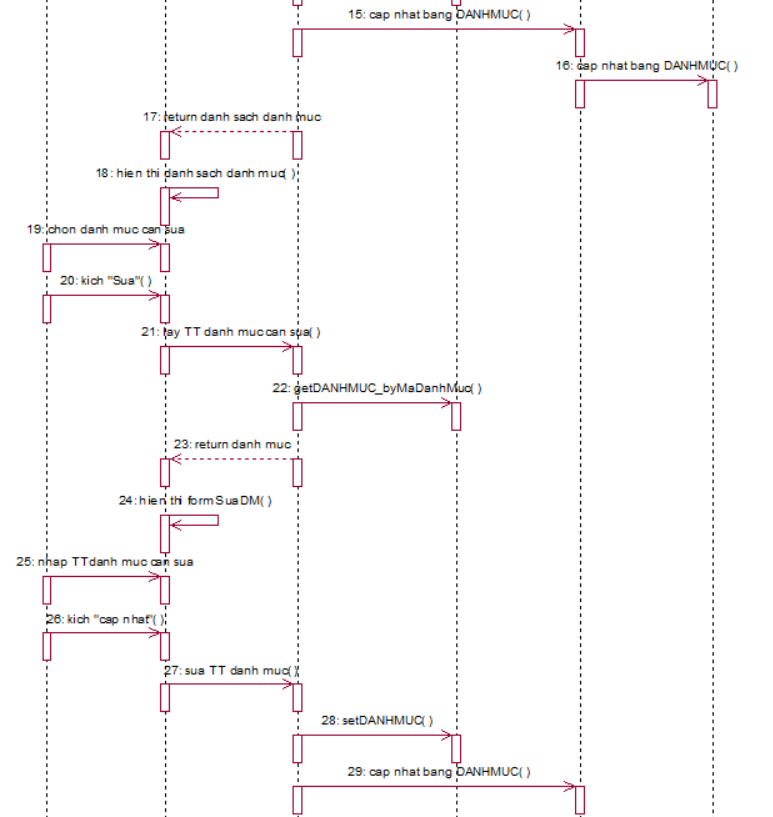 15: cap nhat bang DANHMUC( )
16: cap nhat bang DANHMUC( )
17: return danh sach danh muc
18: hien thi danh sach danh muc( )
19: chon danh muc can sua
20: kich "Sua"( )
21: lay TT danh muc can sua( )
22: getDANHMUC_byMaDanhMuc( )
23: return danh muc
24: hien thi formSuaDM( )
25: nhap TTdanh muc can sua
26: kich "cap nhat"( )
27: sua TT danh muc( )
28: setDANHMUC( )
29: cap nhat bang DANHMUC( )